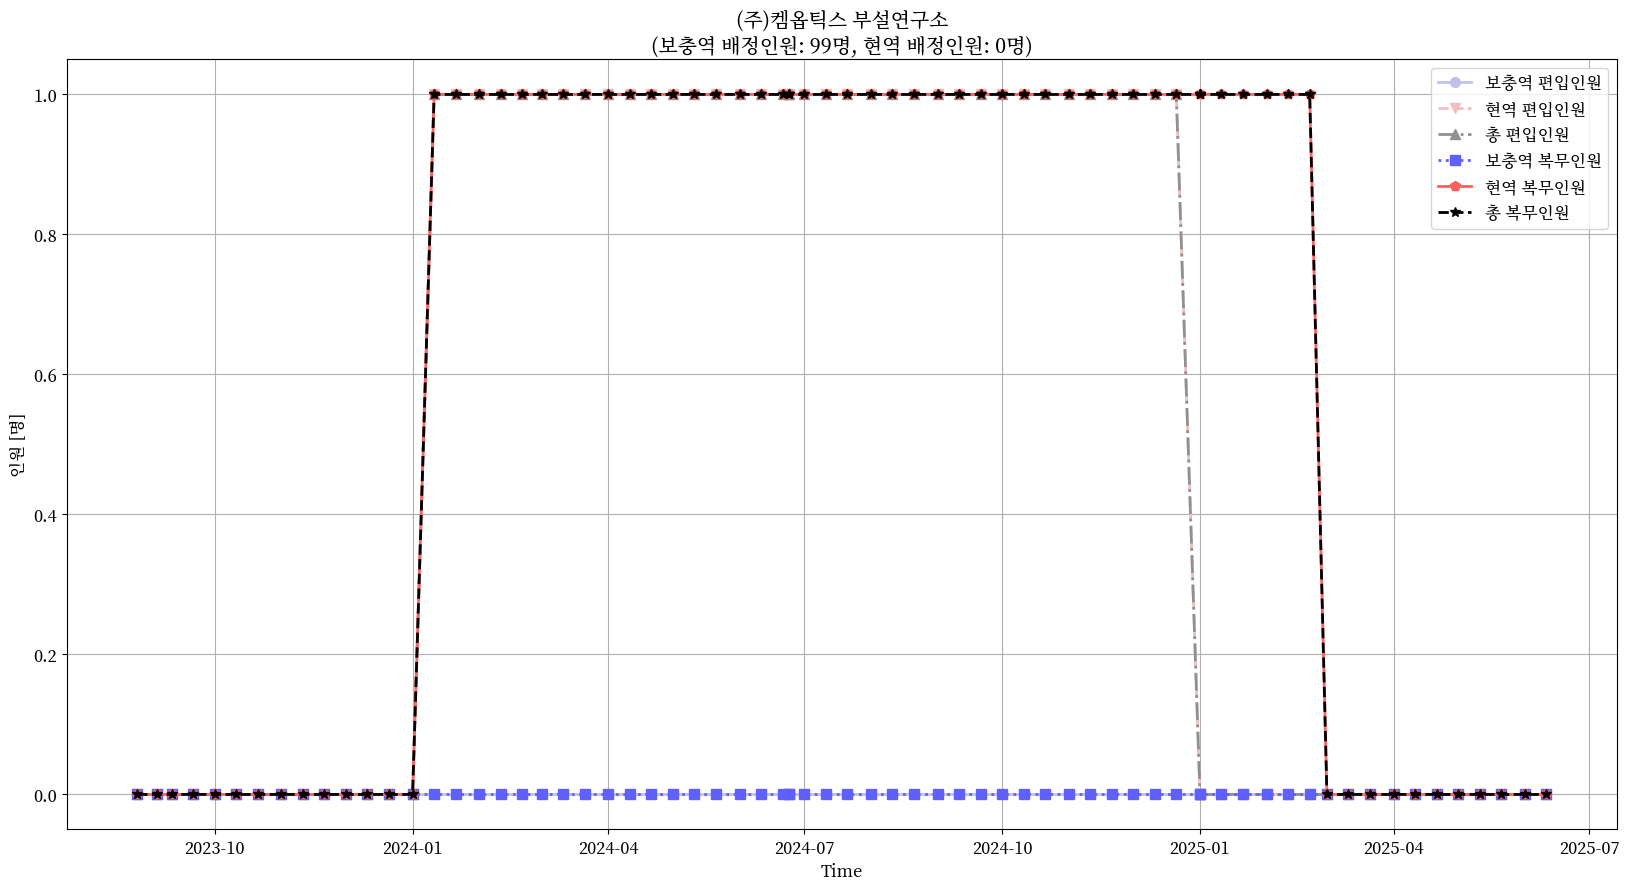 (주)켐옵틱스 부설연구소
(보충역 배정인원: 99명, 현역 배정인원: 0명)
보충역 편입인원
현역 편입인원
총 편입인원
보충역 복무인원
현역 복무인원
총 복무인원
인원 [명]
1.0
0.8
0.6
0.4
0.2
0.0
2023-10
2024-01
2024-04
2024-07
2024-10
2025-01
2025-04
2025-07
Time